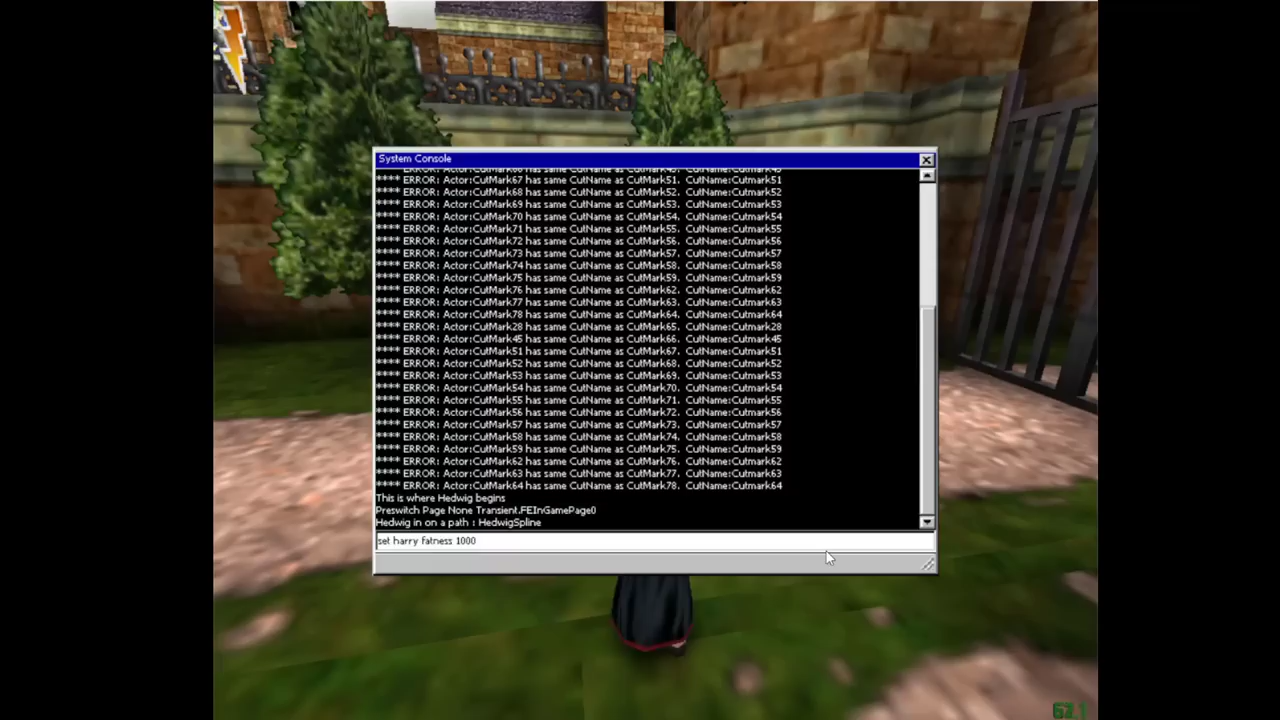 System Console
**** ERROR: Actor:CutMark67 has same CutName as CutMark51.  CutName:Cutmark51
**** ERROR: Actor:CutMark68 has same CutName as CutMark52.  CutName:Cutmark52
**** ERROR: Actor:CutMark69 has same CutName as CutMark53.  CutName:Cutmark53
**** ERROR: Actor:CutMark70 has same CutName as CutMark54.  CutName:Cutmark54
**** ERROR: Actor:CutMark71 has same CutName as CutMark55.  CutName:Cutmark55
**** ERROR: Actor:CutMark72 has same CutName as CutMark56.  CutName:Cutmark56
**** ERROR: Actor:CutMark73 has same CutName as CutMark57.  CutName:Cutmark57
**** ERROR: Actor:CutMark74 has same CutName as CutMark58.  CutName:Cutmark58
**** ERROR: Actor:CutMark75 has same CutName as CutMark59.  CutName:Cutmark59
**** ERROR: Actor:CutMark76 has same CutName as CutMark62.  CutName:Cutmark62
**** ERROR: Actor:CutMark77 has same CutName as CutMark63.  CutName:Cutmark63
**** ERROR: Actor:CutMark78 has same CutName as CutMark64.  CutName:Cutmark64
**** ERROR: Actor:CutMark28 has same CutName as CutMark65.  CutName:Cutmark28
**** ERROR: Actor:CutMark45 has same CutName as CutMark66.  CutName:Cutmark45
**** ERROR: Actor:CutMark51 has same CutName as CutMark67.  CutName:Cutmark51
**** ERROR: Actor:CutMark52 has same CutName as CutMark68.  CutName:Cutmark52
**** ERROR: Actor:CutMark53 has same CutName as CutMark69.  CutName:Cutmark53
**** ERROR: Actor:CutMark54 has same CutName as CutMark70.  CutName:Cutmark54
**** ERROR: Actor:CutMark55 has same CutName as CutMark71.  CutName:Cutmark55
**** ERROR: Actor:CutMark56 has same CutName as CutMark72.  CutName:Cutmark56
**** ERROR: Actor:CutMark57 has same CutName as CutMark73.  CutName:Cutmark57
**** ERROR: Actor:CutMark58 has same CutName as CutMark74.  CutName:Cutmark58
**** ERROR: Actor:CutMark59 has same CutName as CutMark75.  CutName:Cutmark59
**** ERROR: Actor:CutMark62 has same CutName as CutMark76.  CutName:Cutmark62
**** ERROR: Actor:CutMark63 has same CutName as CutMark77.  CutName:Cutmark63
**** ERROR: Actor:CutMark64 has same CutName as CutMark78.  CutName:Cutmark64
This is where Hedwig begins
Preswitch Page None Transient.FEInGamePage0
Hedwig in on a path : HedwigSpline
set harry fatness 1000